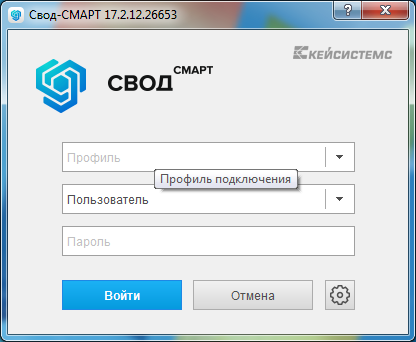 Свод-СМАРТ 17.2.12.26653
КЕЙСИСТЕМС
СВОД СМАРТ
Профиль
Профиль подключения
Пользователь
Пароль
Войти
Отмена